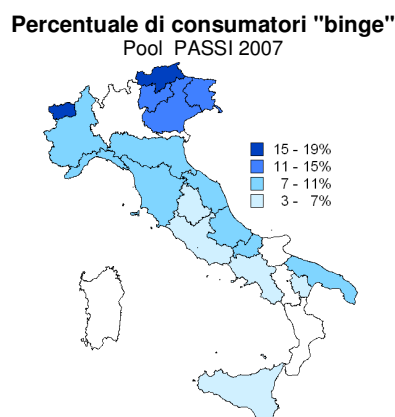 Percentuale di consumatori "binge"
Pool PASSI 2007
15 - 19%
11 - 15%
7 - 11%
3 - 7%